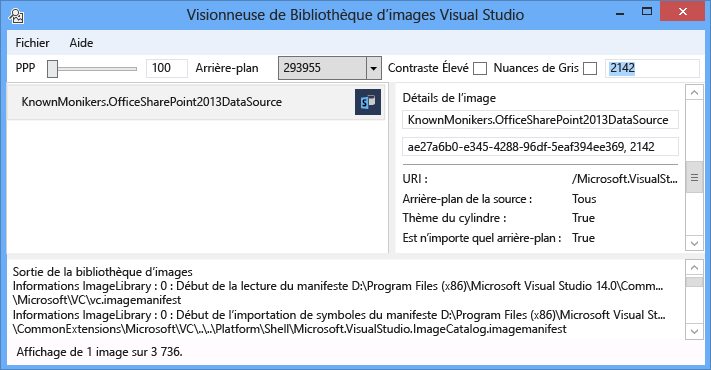 Visionneuse de Bibliothèque d'images Visual Studio
Fichier Aide
PPP 100 Arrière-plan 293955 Contraste Élevé Nuances de Gris 2142
KnownMonikers.OfficeSharePoint2013DataSource
Détails de l'image
KnownMonikers.OfficeSharePoint2013DataSource
ae27a6b0-e345-4288-96df-5eaf394ee369, 2142
URI : /Microsoft.VisualSt...
Arrière-plan de la source : Tous
Thème du cylindre : True
Est n'importe quel arrière-plan : True
Sortie de la bibliothèque d'images
Informations ImageLibrary : 0 : Début de la lecture du manifeste D:\Program Files (x86)\Microsoft Visual Studio 14.0\Comm...
\Microsoft\VC\vc.imagemanifest
Informations ImageLibrary : 0 : Début de l'importation de symboles du manifeste D:\Program Files (x86)\Microsoft Visual St...
\CommonExtensions\Microsoft\VC\..\..\Platform\Shell\Microsoft.VisualStudio.ImageCatalog.imagemanifest
Affichage de 1 image sur 3 736.